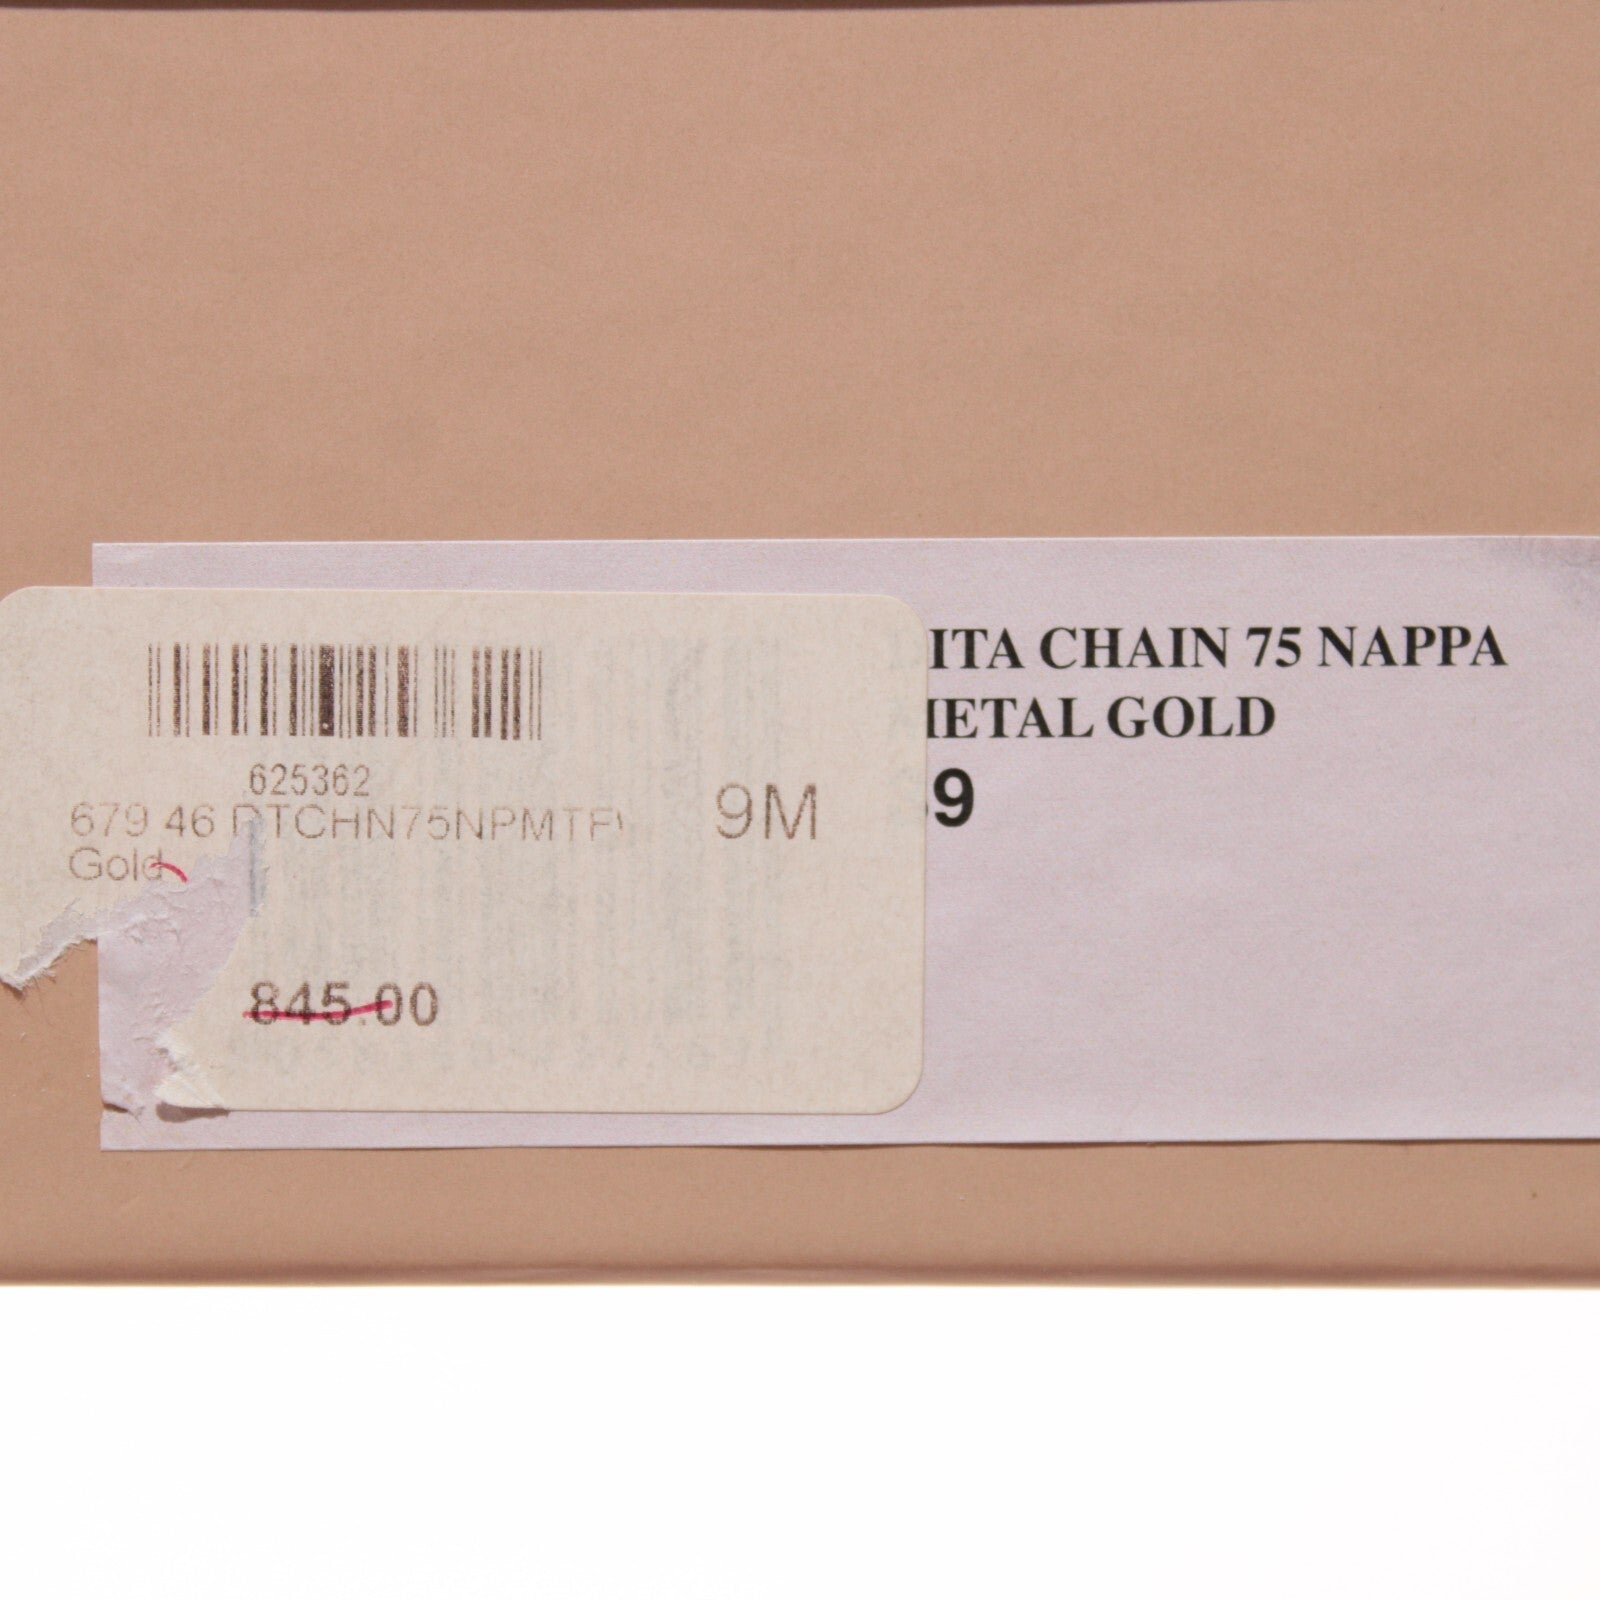 ITA CHAIN 75 NAPPA
METAL GOLD
9
625362
679 46 DTCHN75NPMTF
9M
Gold
845.00